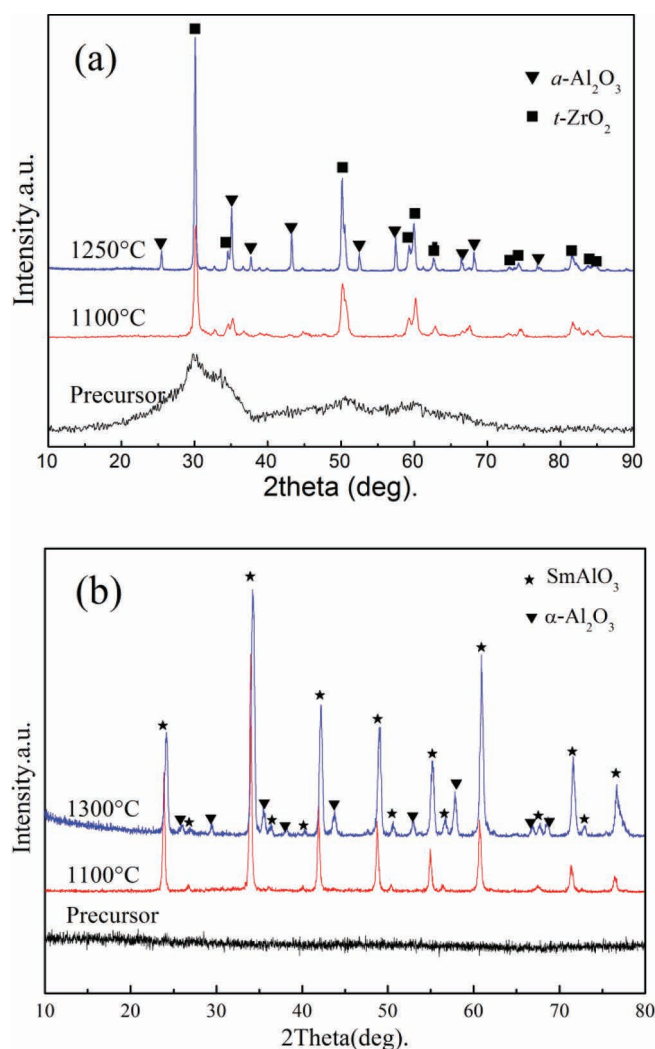 (a)
a-Al2O3
t-ZrO2
1250°C
1100°C
Precursor
Intensity.a.u.
10 20 30 40 50 60 70 80 90
2theta (deg).
(b)
SmAlO3
α-Al2O3
1300°C
1100°C
Precursor
Intensity.a.u.
10 20 30 40 50 60 70 80
2Theta(deg).